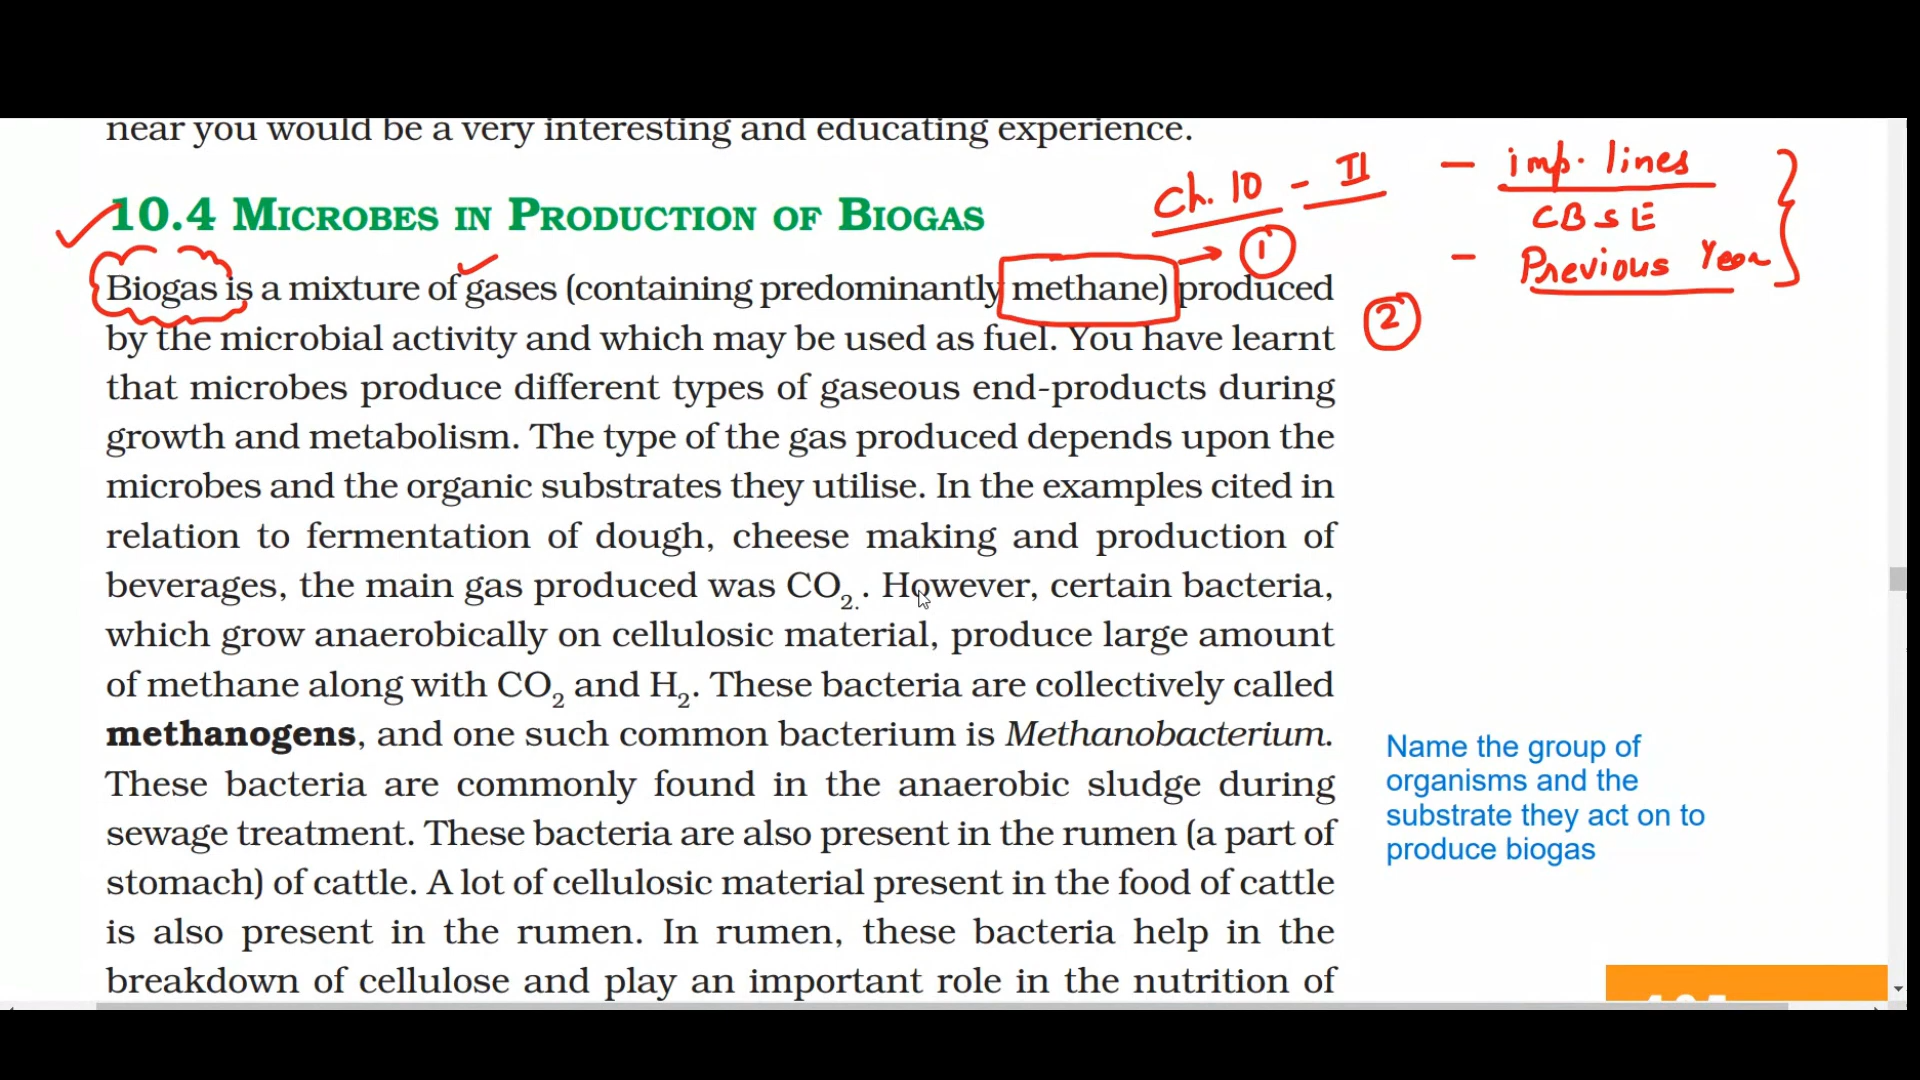 near you would be a very interesting and educating experience.
Ch. 10 - II
- imp. lines
CBSE
- Previous Year
10.4 MICROBES IN PRODUCTION OF BIOGAS
1
2
Biogas is a mixture of gases (containing predominantly methane) produced
by the microbial activity and which may be used as fuel. You have learnt
that microbes produce different types of gaseous end-products during
growth and metabolism. The type of the gas produced depends upon the
microbes and the organic substrates they utilise. In the examples cited in
relation to fermentation of dough, cheese making and production of
beverages, the main gas produced was CO2.. However, certain bacteria,
which grow anaerobically on cellulosic material, produce large amount
of methane along with CO2 and H2. These bacteria are collectively called
methanogens, and one such common bacterium is Methanobacterium.
These bacteria are commonly found in the anaerobic sludge during
sewage treatment. These bacteria are also present in the rumen (a part of
stomach) of cattle. A lot of cellulosic material present in the food of cattle
is also present in the rumen. In rumen, these bacteria help in the
breakdown of cellulose and play an important role in the nutrition of
Name the group of
organisms and the
substrate they act on to
produce biogas